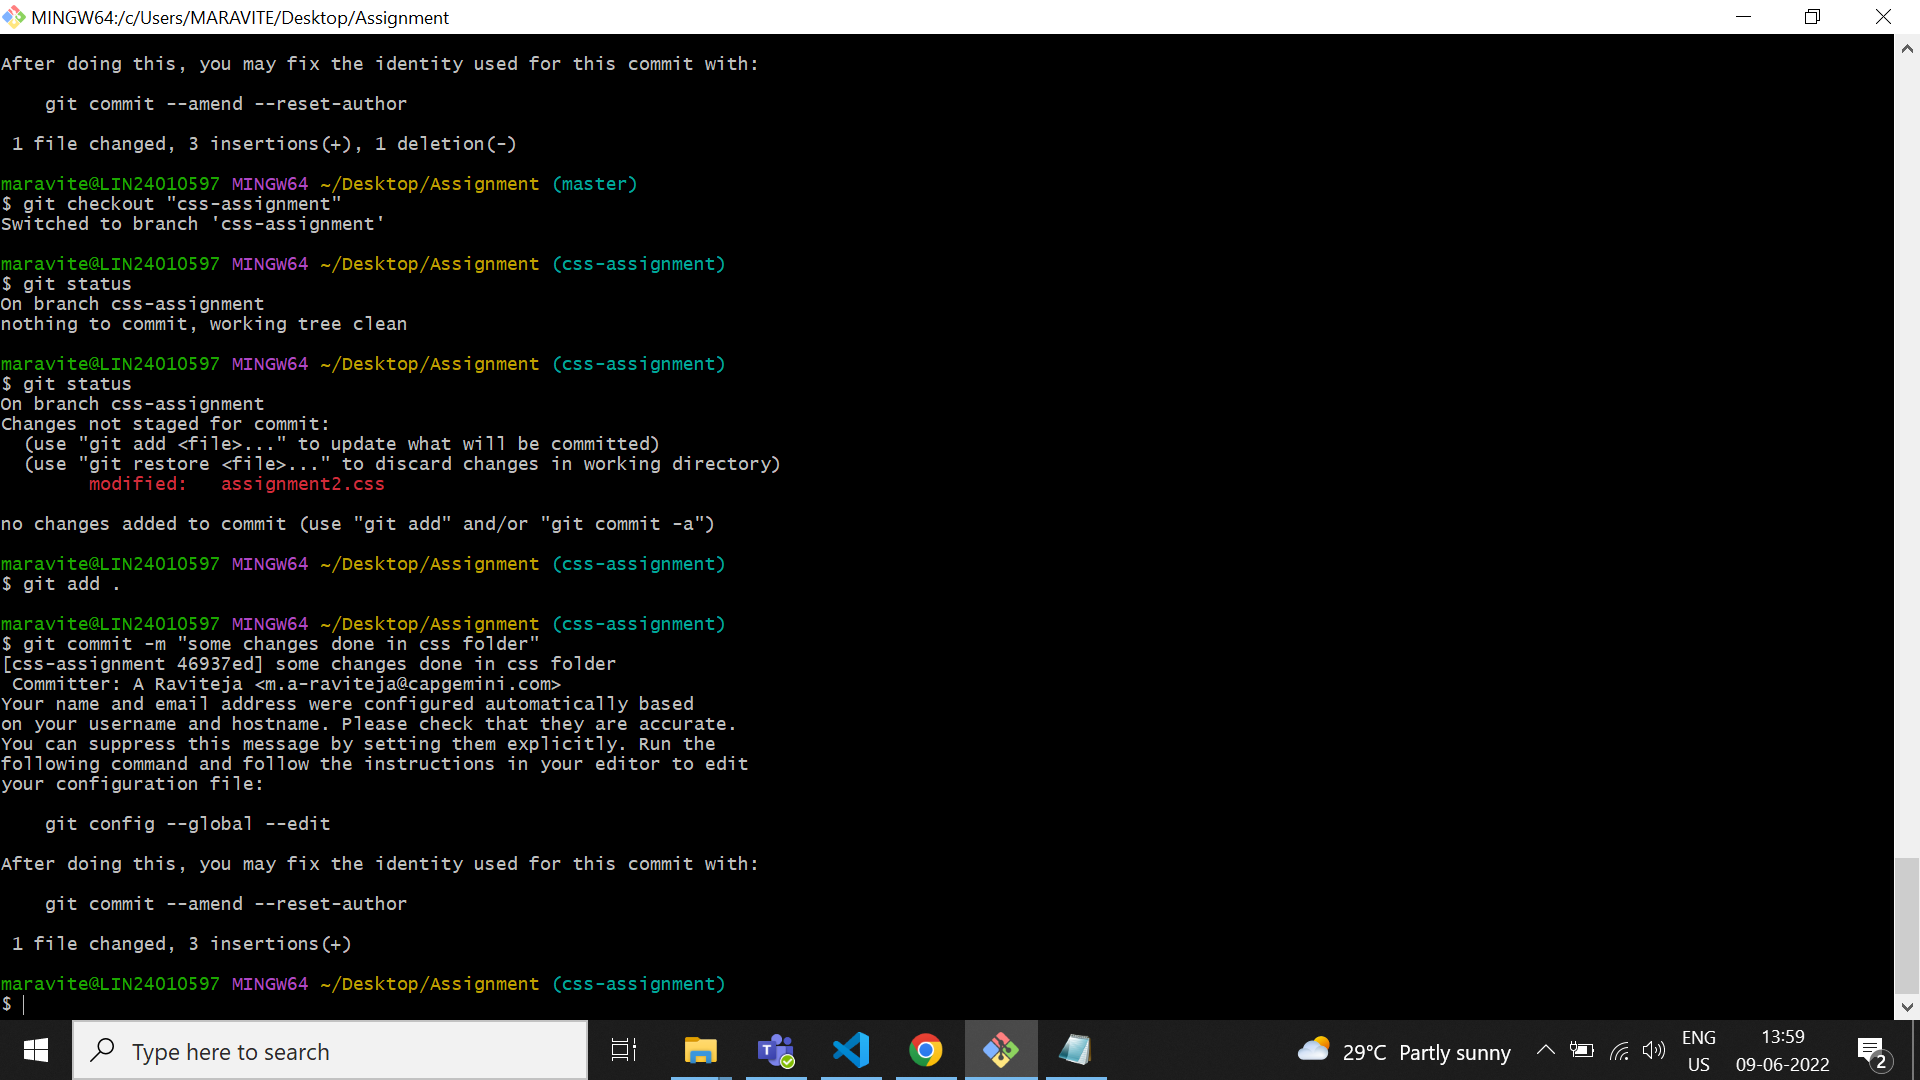 MINGW64:/c/Users/MARAVITE/Desktop/Assignment
After doing this, you may fix the identity used for this commit with:
git commit --amend --reset-author
1 file changed, 3 insertions(+), 1 deletion(-)
maravite@LIN24010597 MINGW64 ~/Desktop/Assignment (master)
$ git checkout "css-assignment"
Switched to branch 'css-assignment'
maravite@LIN24010597 MINGW64 ~/Desktop/Assignment (css-assignment)
$ git status
On branch css-assignment
nothing to commit, working tree clean
maravite@LIN24010597 MINGW64 ~/Desktop/Assignment (css-assignment)
$ git status
On branch css-assignment
Changes not staged for commit:
(use "git add <file>..." to update what will be committed)
(use "git restore <file>..." to discard changes in working directory)
modified:   assignment2.css
no changes added to commit (use "git add" and/or "git commit -a")
maravite@LIN24010597 MINGW64 ~/Desktop/Assignment (css-assignment)
$ git add .
maravite@LIN24010597 MINGW64 ~/Desktop/Assignment (css-assignment)
$ git commit -m "some changes done in css folder"
[css-assignment 46937ed] some changes done in css folder
Committer: A Raviteja <m.a-raviteja@capgemini.com>
Your name and email address were configured automatically based
on your username and hostname. Please check that they are accurate.
You can suppress this message by setting them explicitly. Run the
following command and follow the instructions in your editor to edit
your configuration file:
git config --global --edit
After doing this, you may fix the identity used for this commit with:
git commit --amend --reset-author
1 file changed, 3 insertions(+)
maravite@LIN24010597 MINGW64 ~/Desktop/Assignment (css-assignment)
$
Type here to search
29°C Partly sunny
ENG
US
13:59
09-06-2022
2